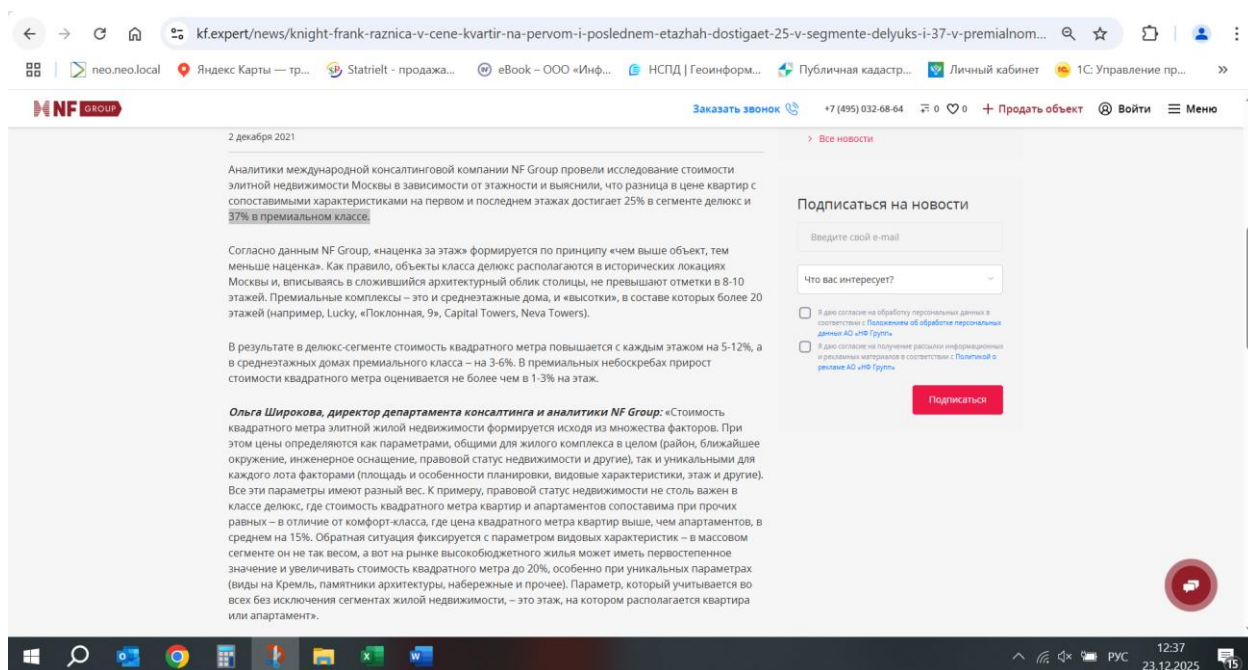 kf.expert/news/knight-frank-raznica-v-cene-kvartir-na-pervom-i-poslednem-etazhah-dostigaet-25-v-segmente-delyuks-i-37-v-premialnom...
neo.neo.local Яндекс Карты — тр... Statrielt - продажа... eBook – ООО «Инф... НСПД | Геоинформ... Публичная кадастр... Личный кабинет 1С: Управление пр... »
NF GROUP Заказать звонок +7 (495) 032-68-64 0 0 + Продать объект Войти Меню
2 декабря 2021
Аналитики международной консалтинговой компании NF Group провели исследование стоимости
элитной недвижимости Москвы в зависимости от этажности и выяснили, что разница в цене квартир с
сопоставимыми характеристиками на первом и последнем этажах достигает 25% в сегменте делюкс и
37% в премиальном классе.
Согласно данным NF Group, «наценка за этаж» формируется по принципу «чем выше объект, тем
меньше наценка». Как правило, объекты класса делюкс располагаются в исторических локациях
Москвы и, вписываясь в сложившийся архитектурный облик столицы, не превышают отметки в 8-10
этажей. Премиальные комплексы – это и среднеэтажные дома, и «высотки», в составе которых более 20
этажей (например, Lucky, «Поклонная, 9», Capital Towers, Neva Towers).
В результате в делюкс-сегменте стоимость квадратного метра повышается с каждым этажом на 5-12%, а
в среднеэтажных домах премиального класса – на 3-6%. В премиальных небоскребах прирост
стоимости квадратного метра оценивается не более чем в 1-3% на этаж.
Ольга Широкова, директор департамента консалтинга и аналитики NF Group: «Стоимость
квадратного метра элитной жилой недвижимости формируется исходя из множества факторов. При
этом цены определяются как параметрами, общими для жилого комплекса в целом (район, ближайшее
окружение, инженерное оснащение, правовой статус недвижимости и другие), так и уникальными для
каждого лота факторами (площадь и особенности планировки, видовые характеристики, этаж и другие).
Все эти параметры имеют разный вес. К примеру, правовой статус недвижимости не столь важен в
классе делюкс, где стоимость квадратного метра квартир и апартаментов сопоставима при прочих
равных – в отличие от комфорт-класса, где цена квадратного метра квартир выше, чем апартаментов, в
среднем на 15%. Обратная ситуация фиксируется с параметром видовых характеристик – в массовом
сегменте он не так весом, а вот на рынке высокобюджетного жилья может иметь первостепенное
значение и увеличивать стоимость квадратного метра до 20%, особенно при уникальных параметрах
(виды на Кремль, памятники архитектуры, набережные и прочее). Параметр, который учитывается во
всех без исключения сегментах жилой недвижимости, – это этаж, на котором располагается квартира
или апартамент».
> Все новости
Подписаться на новости
Введите свой e-mail
Что вас интересует?
Я даю согласие на обработку персональных данных в
соответствии с Положением об обработке персональных
данных АО «НФ Групп»
Я даю согласие на получение рассылки информационных
и рекламных материалов в соответствии с Политикой о
рекламе АО «НФ Групп»
Подписаться
РУС 12:37
23.12.2025 15